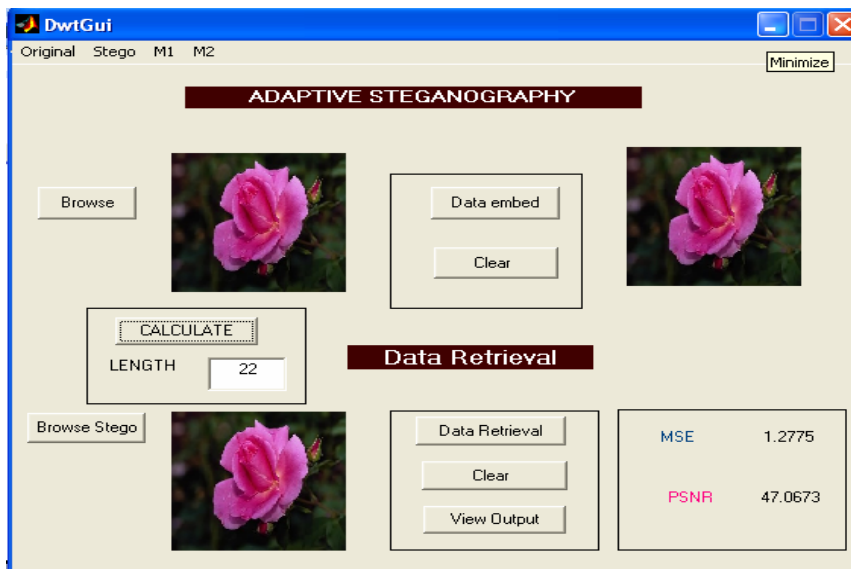 DwtGui
Original Stego M1 M2
Minimize
ADAPTIVE STEGANOGRAPHY
Browse
Data embed
Clear
CALCULATE
LENGTH 22
Data Retrieval
Browse Stego
Data Retrieval
Clear
View Output
MSE 1.2775
PSNR 47.0673